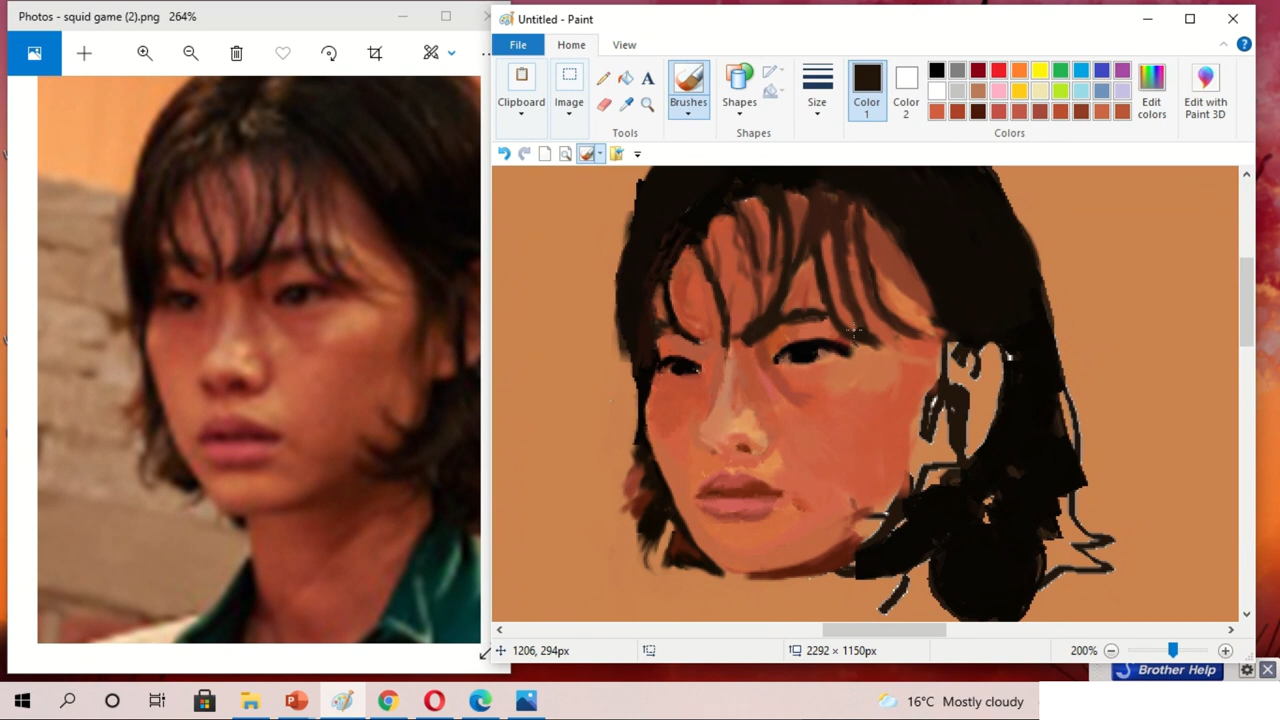 Photos - squid game (2).png 264%
Untitled - Paint
File Home View
Clipboard
Image
Tools
Brushes
Shapes
Shapes
Size
Color 1
Color 2
Colors
Edit colors
Edit with Paint 3D
1206, 294px
2292 × 1150px
200%
Brother Help
16°C Mostly cloudy